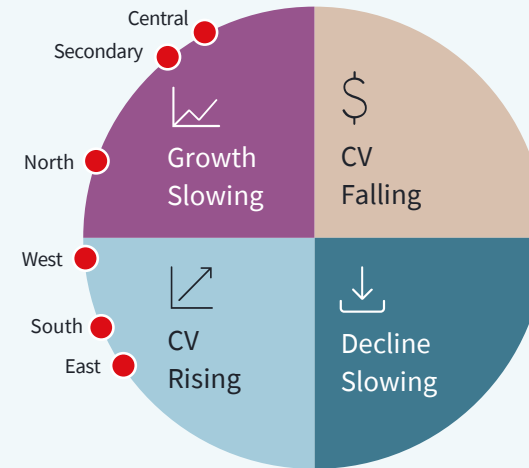 Central
Secondary
North
West
South
East
Growth
Slowing
$
CV
Falling
CV
Rising
Decline
Slowing